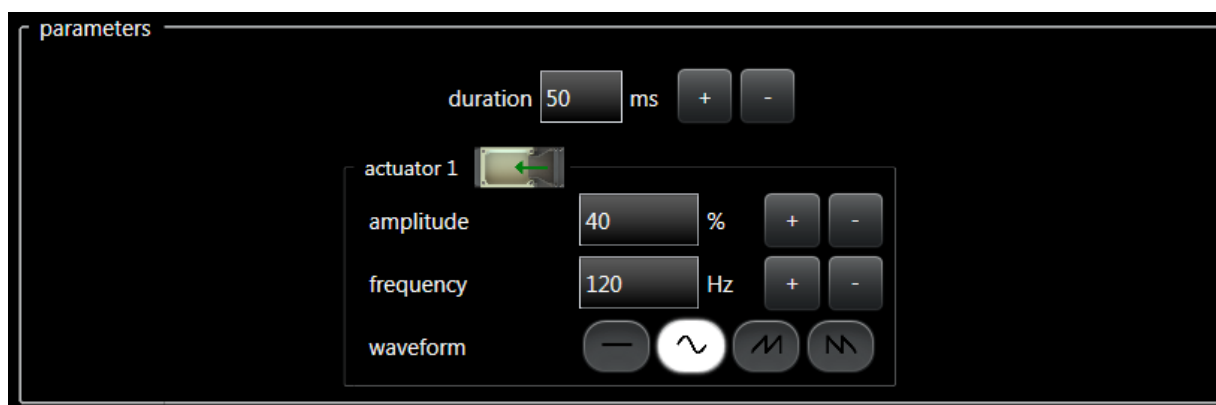 parameters
duration 50 ms + -
actuator 1
amplitude 40 % + -
frequency 120 Hz + -
waveform